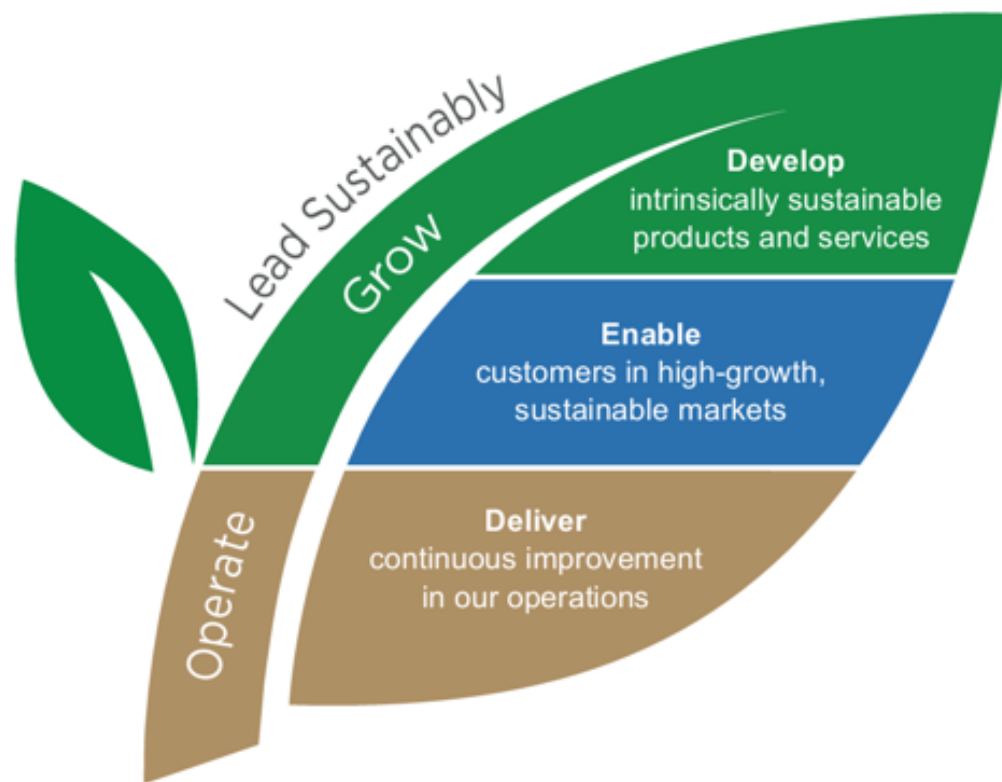 Lead Sustainably
Grow
Develop
intrinsically sustainable
products and services
Enable
customers in high-growth,
sustainable markets
Operate
Deliver
continuous improvement
in our operations